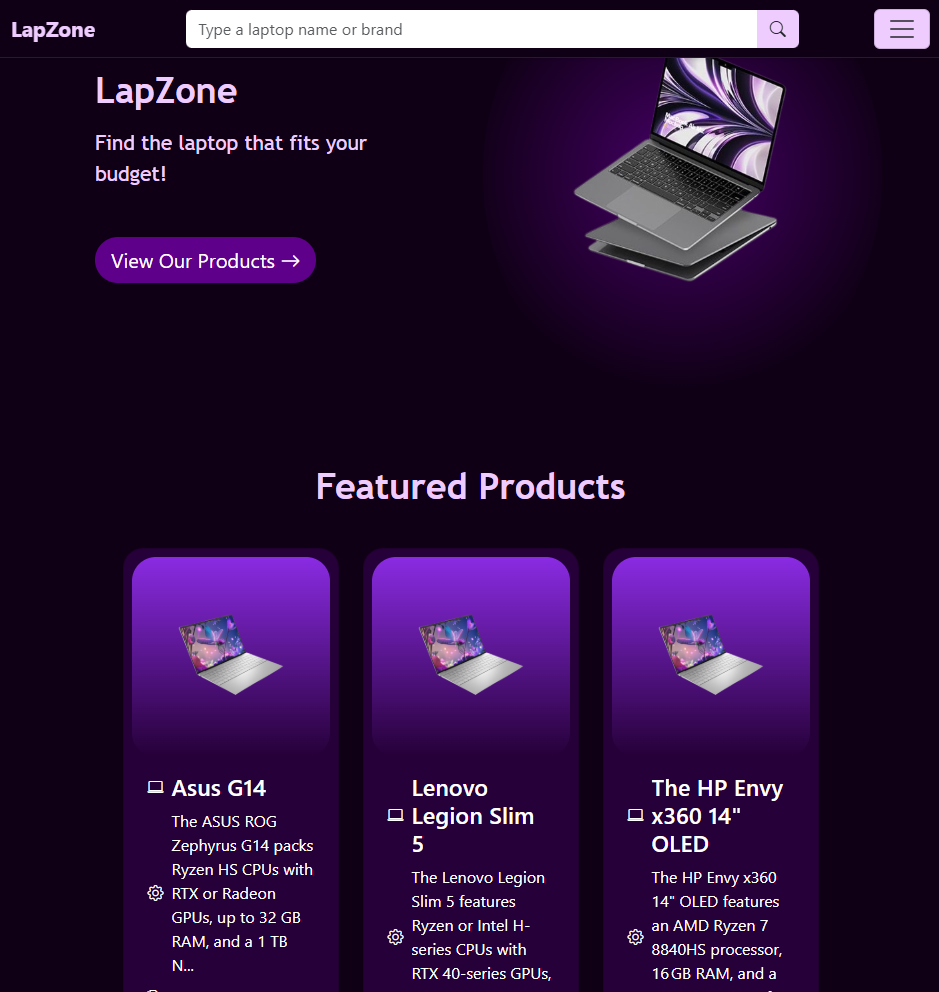 LapZone
Type a laptop name or brand
LapZone
Find the laptop that fits your
budget!
View Our Products →
Featured Products
Asus G14
The ASUS ROG
Zephyrus G14 packs
Ryzen HS CPUs with
RTX or Radeon
GPUs, up to 32 GB
RAM, and a 1 TB
N...
Lenovo
Legion Slim
5
The Lenovo Legion
Slim 5 features
Ryzen or Intel H-
series CPUs with
RTX 40-series GPUs,
The HP Envy
x360 14"
OLED
The HP Envy x360
14" OLED features
an AMD Ryzen 7
8840HS processor,
16 GB RAM, and a